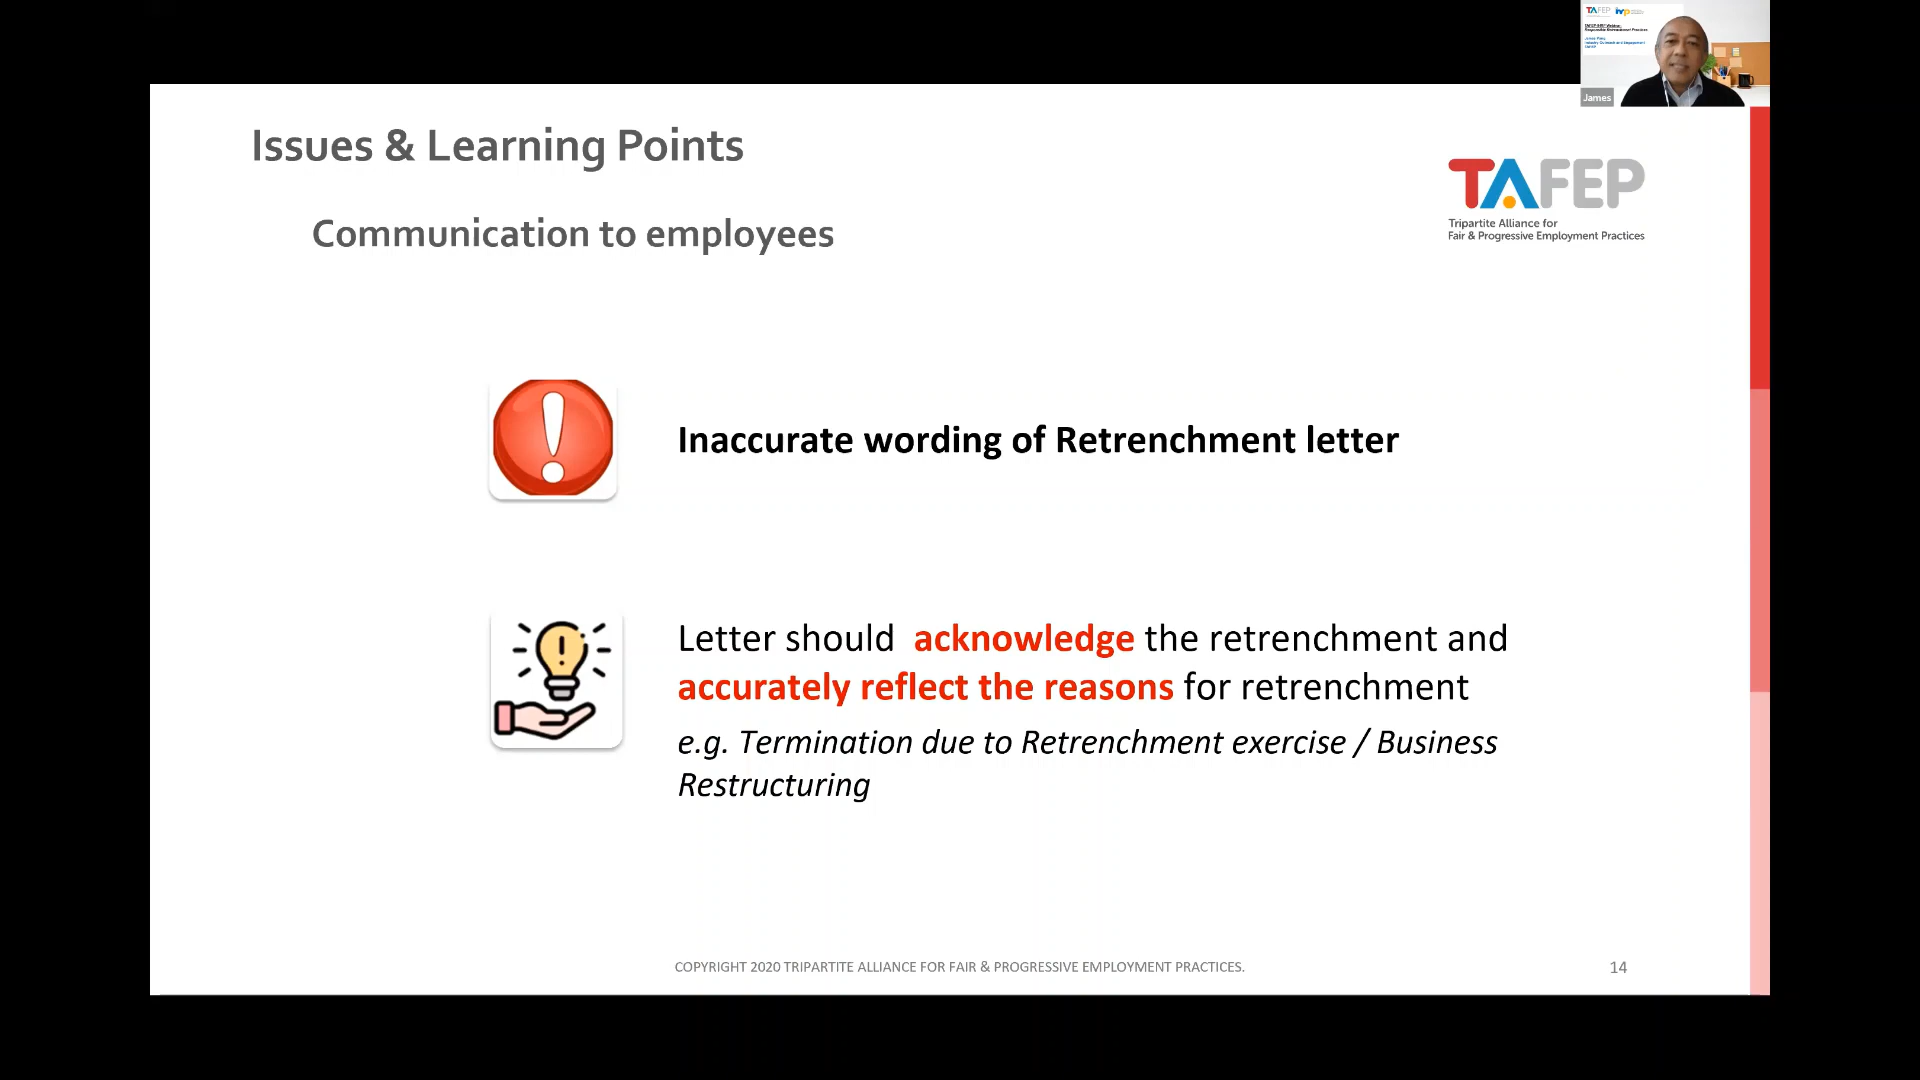 TAFEP
James
Issues & Learning Points
TAFEP
Tripartite Alliance for
Fair & Progressive Employment Practices
Communication to employees
Inaccurate wording of Retrenchment letter
Letter should acknowledge the retrenchment and
accurately reflect the reasons for retrenchment
e.g. Termination due to Retrenchment exercise / Business
Restructuring
COPYRIGHT 2020 TRIPARTITE ALLIANCE FOR FAIR & PROGRESSIVE EMPLOYMENT PRACTICES.
14